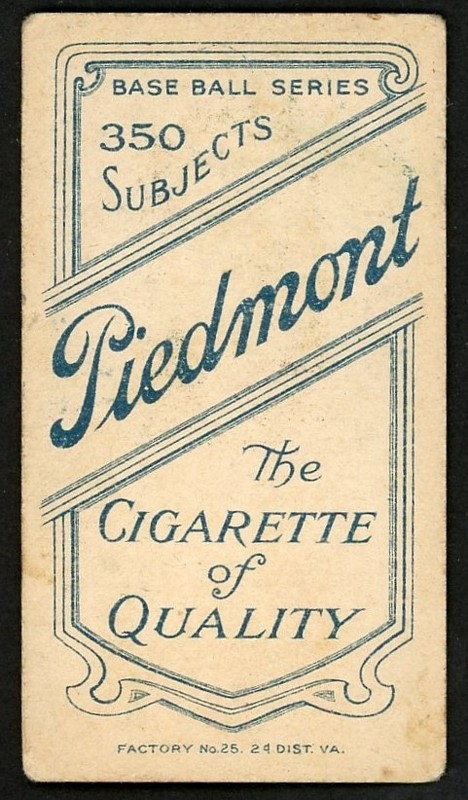 BASE BALL SERIES
350
SUBJECTS
Piedmont
The
CIGARETTE
of
QUALITY
FACTORY No. 25. 2d DIST. VA.